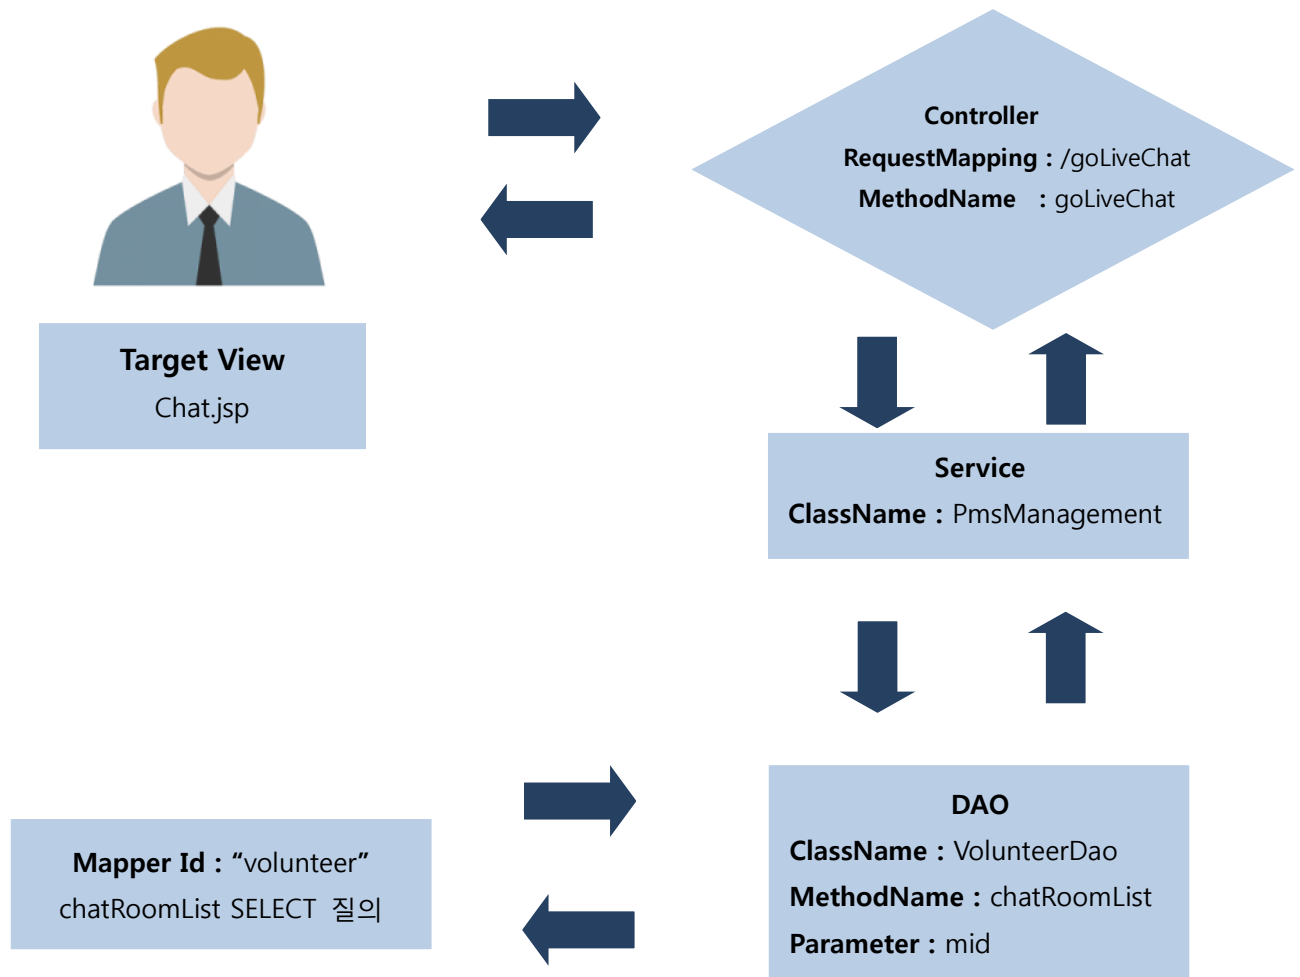 Controller
RequestMapping : /goLiveChat
MethodName : goLiveChat
Target View
Chat.jsp
Service
ClassName : PmsManagement
DAO
ClassName : VolunteerDao
MethodName : chatRoomList
Parameter : mid
Mapper Id : “volunteer”
chatRoomList SELECT 질의